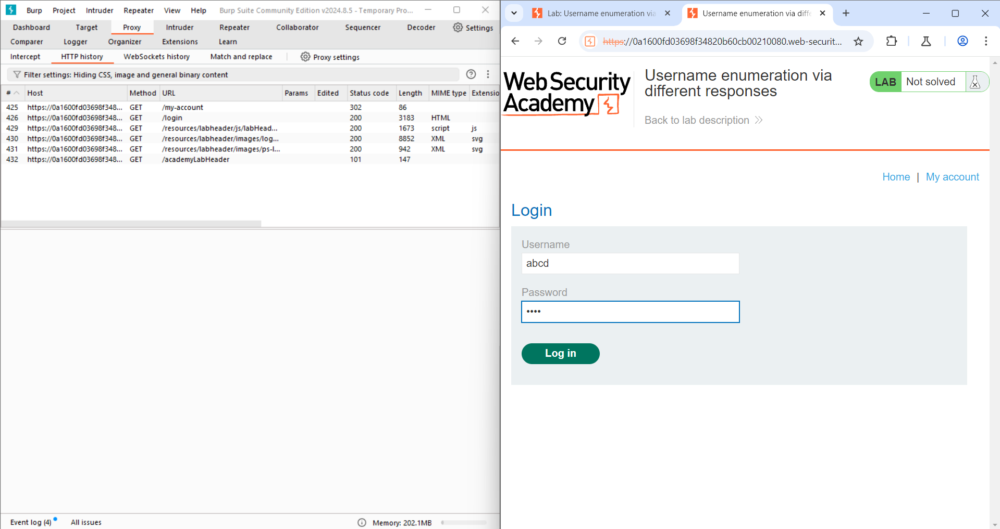 Burp Project Intruder Repeater View Help Burp Suite Community Edition v2024.8.5 - Temporary Pro...
Dashboard Target Proxy Intruder Repeater Collaborator Sequencer Decoder Settings
Comparer Logger Organizer Extensions Learn
Intercept HTTP history WebSockets history Match and replace Proxy settings
Filter settings: Hiding CSS, image and general binary content
# Host Method URL Params Edited Status code Length MIME type Extensio
425 https://0a1600fd03698f348... GET /my-account 302 86
426 https://0a1600fd03698f348... GET /login 200 3183 HTML
429 https://0a1600fd03698f348... GET /resources/labheader/js/labHead... 200 1673 script js
430 https://0a1600fd03698f348... GET /resources/labheader/images/log... 200 8852 XML svg
431 https://0a1600fd03698f348... GET /resources/labheader/images/ps-l... 200 942 XML svg
432 https://0a1600fd03698f348... GET /academyLabHeader 101 147
Event log (4) All issues Memory: 202.1MB
Lab: Username enumeration via Username enumeration via diffe
https://0a1600fd03698f34820b60cb00210080.web-securit...
Web Security
Academy
Username enumeration via
different responses
Back to lab description
LAB Not solved
Home | My account
Login
Username
abcd
Password
••••
Log in